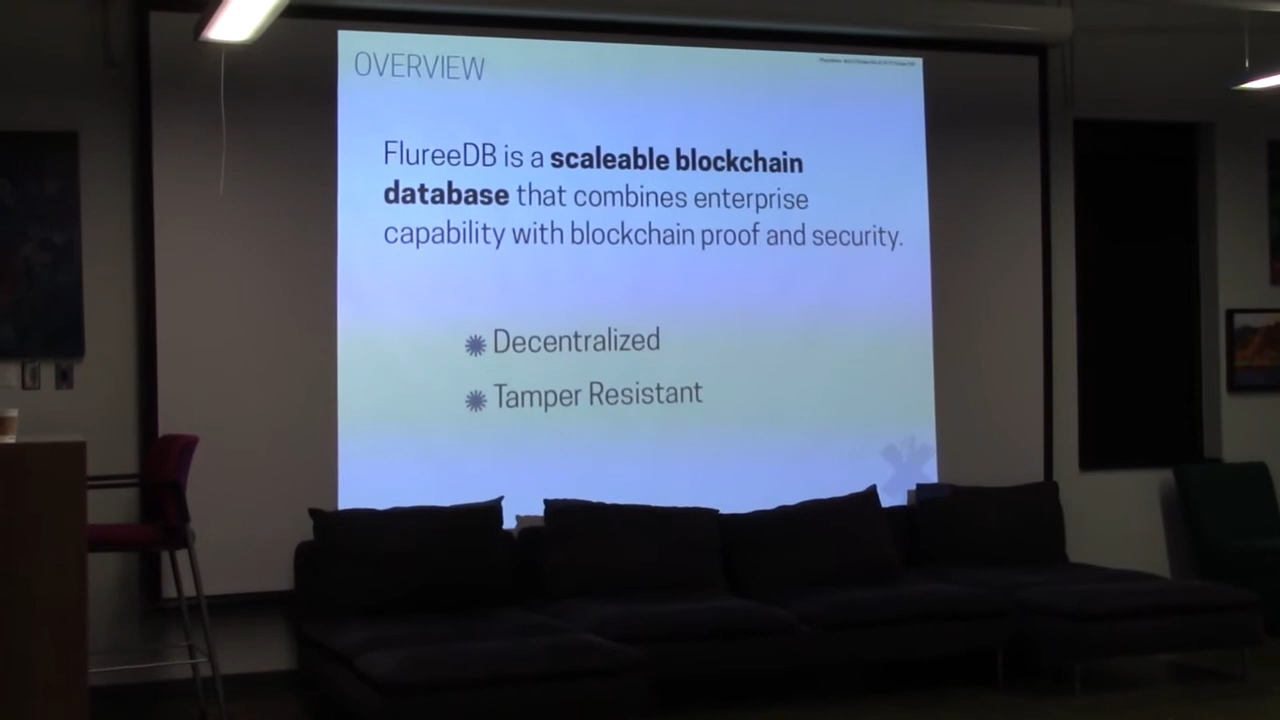 OVERVIEW
FlureeDB is a scaleable blockchain
database that combines enterprise
capability with blockchain proof and security.
Decentralized
Tamper Resistant